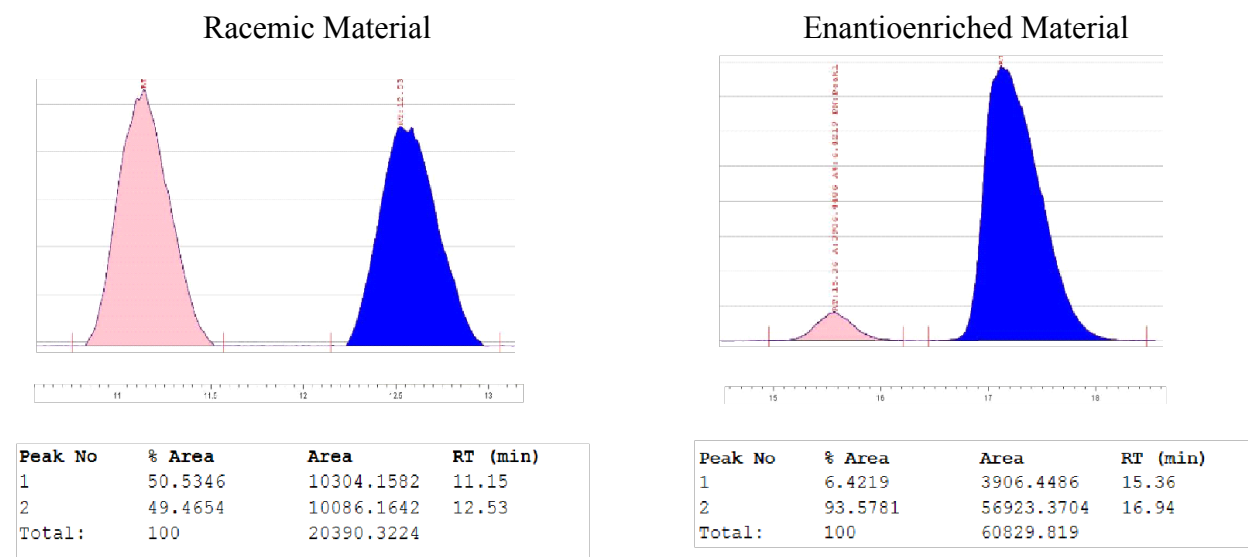 Racemic Material
Enantioenriched Material
RT:12.53
11 11.5 12 12.5 13
15 16 17 18
Peak No % Area Area RT (min)
1 50.5346 10304.1582 11.15
2 49.4654 10086.1642 12.53
Total: 100 20390.3224
Peak No % Area Area RT (min)
1 6.4219 3906.4486 15.36
2 93.5781 56923.3704 16.94
Total: 100 60829.819